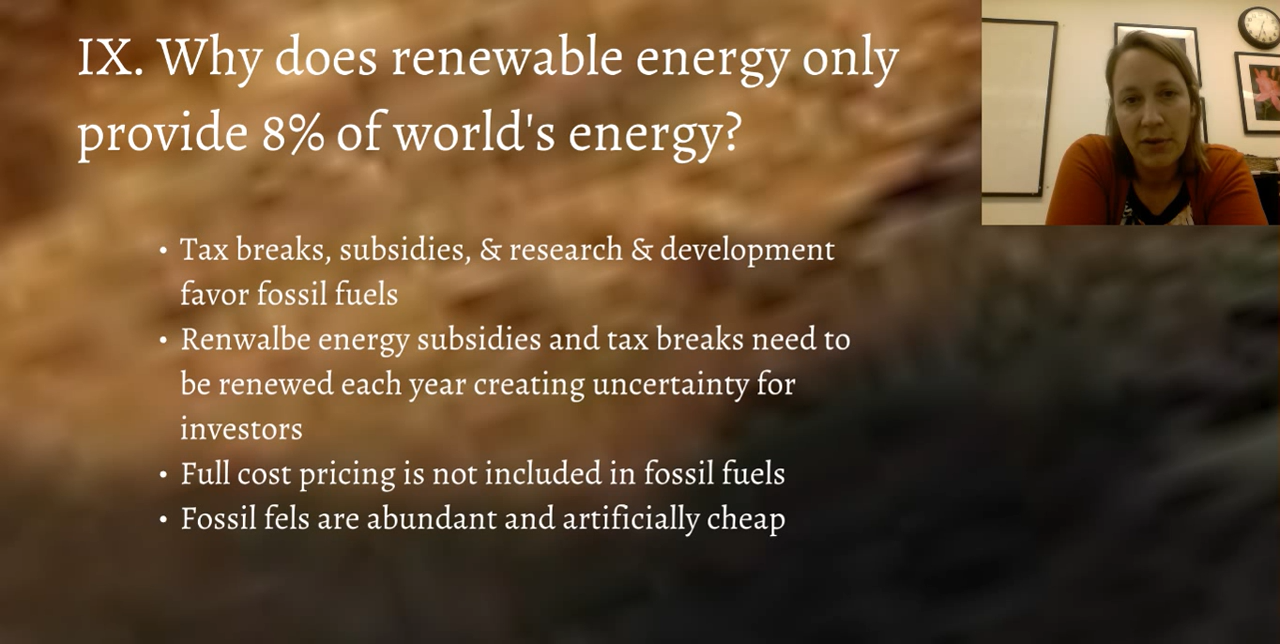 IX. Why does renewable energy only
provide 8% of world's energy?
• Tax breaks, subsidies, & research & development
favor fossil fuels
• Renwalbe energy subsidies and tax breaks need to
be renewed each year creating uncertainty for
investors
• Full cost pricing is not included in fossil fuels
• Fossil fels are abundant and artificially cheap